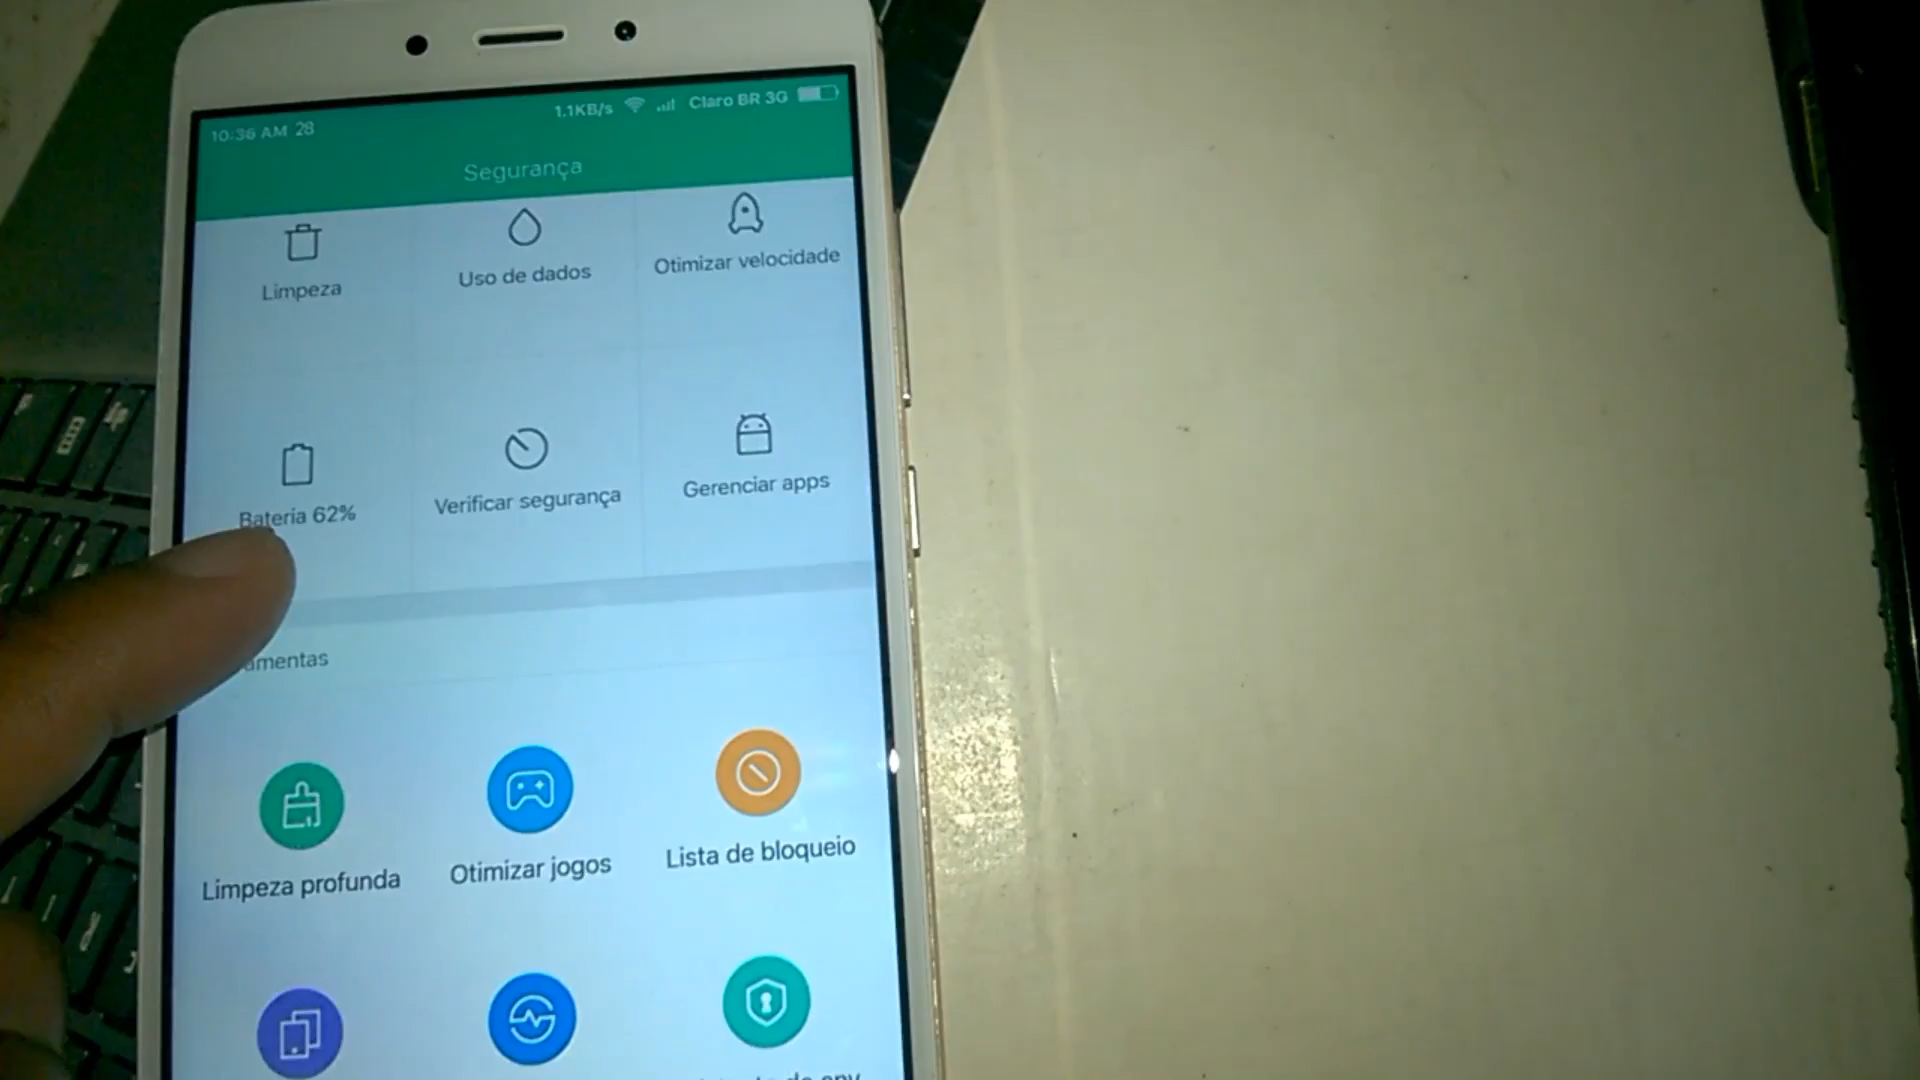 10:36 AM 28 1.1KB/s Claro BR 3G
Segurança
Limpeza Uso de dados Otimizar velocidade
Bateria 62% Verificar segurança Gerenciar apps
Limpeza profunda Otimizar jogos Lista de bloqueio